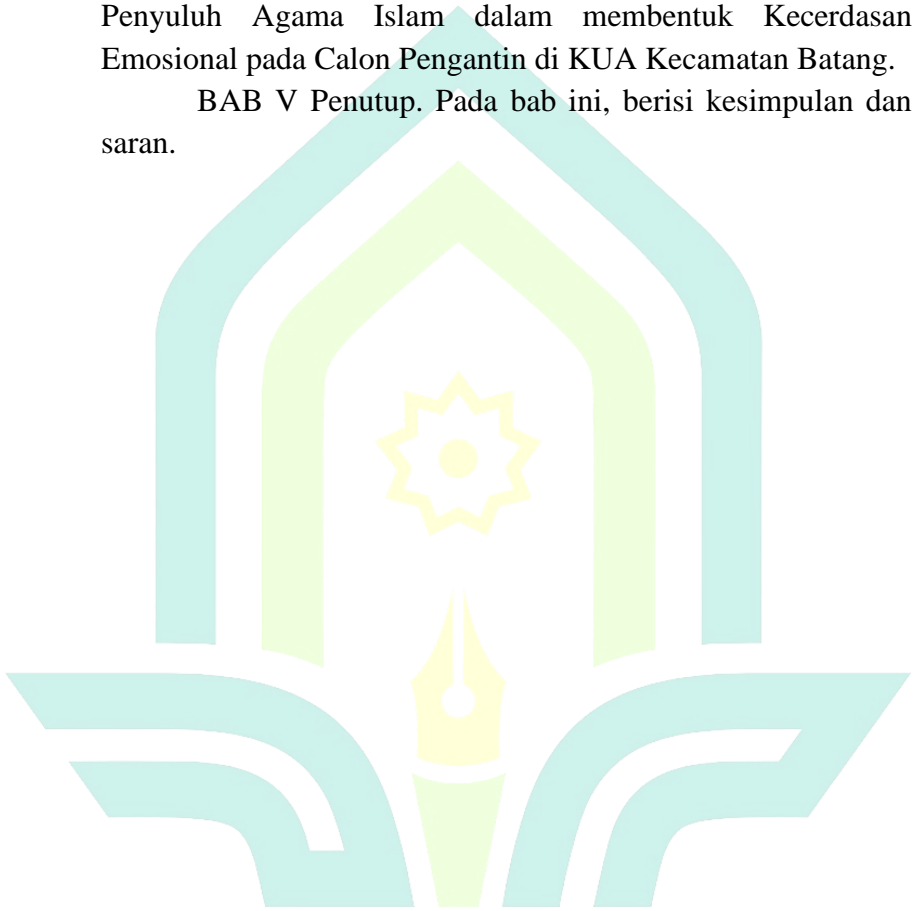 Penyuluh Agama Islam dalam membentuk Kecerdasan
Emosional pada Calon Pengantin di KUA Kecamatan Batang.
BAB V Penutup. Pada bab ini, berisi kesimpulan dan
saran.